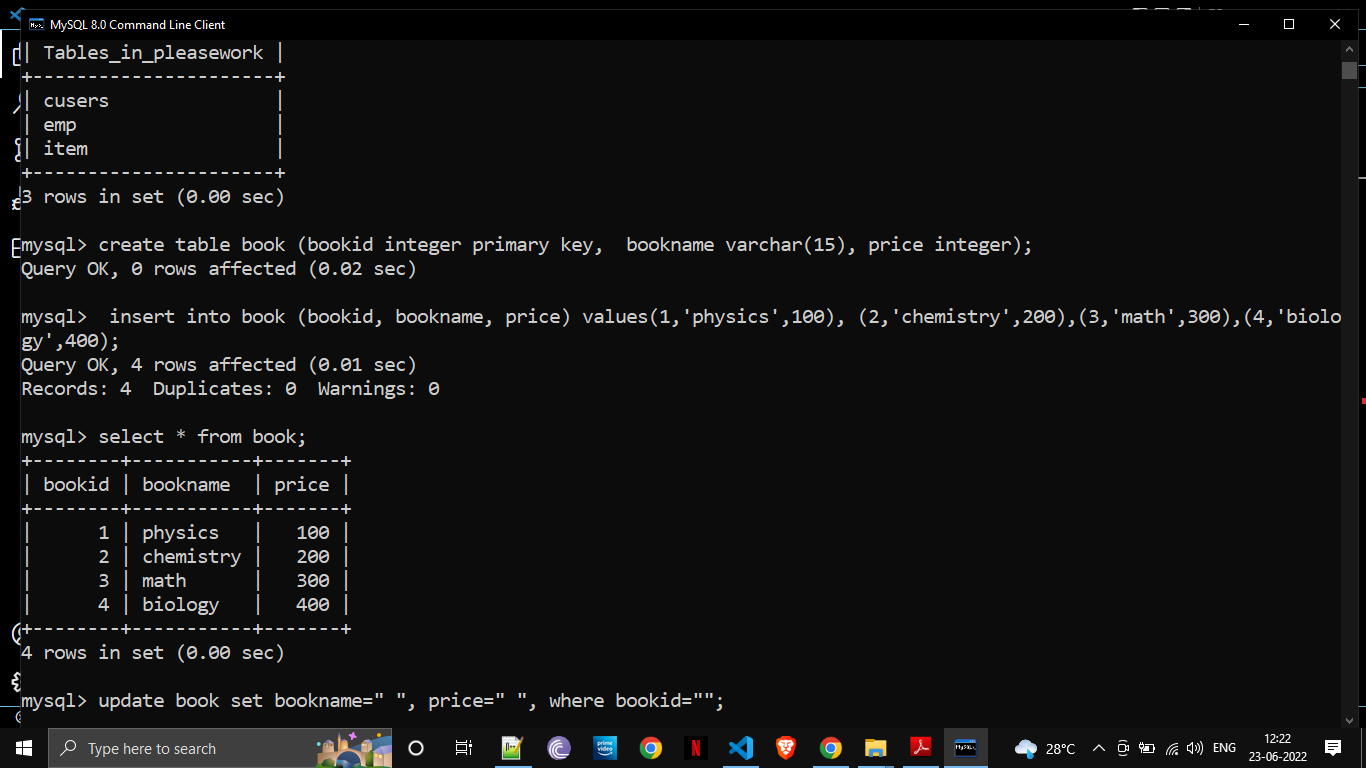 MySQL 8.0 Command Line Client
| Tables_in_pleasework |
+----------------------+
| cusers               |
| emp                  |
| item                 |
+----------------------+
3 rows in set (0.00 sec)
mysql> create table book (bookid integer primary key,  bookname varchar(15), price integer);
Query OK, 0 rows affected (0.02 sec)
mysql>  insert into book (bookid, bookname, price) values(1,'physics',100), (2,'chemistry',200),(3,'math',300),(4,'biolo
gy',400);
Query OK, 4 rows affected (0.01 sec)
Records: 4  Duplicates: 0  Warnings: 0
mysql> select * from book;
+--------+-----------+-------+
| bookid | bookname  | price |
+--------+-----------+-------+
|      1 | physics   |   100 |
|      2 | chemistry |   200 |
|      3 | math      |   300 |
|      4 | biology   |   400 |
+--------+-----------+-------+
4 rows in set (0.00 sec)
mysql> update book set bookname=" ", price=" ", where bookid="";
Type here to search
prime video
N
MySQL
28°C
ENG
12:22
23-06-2022